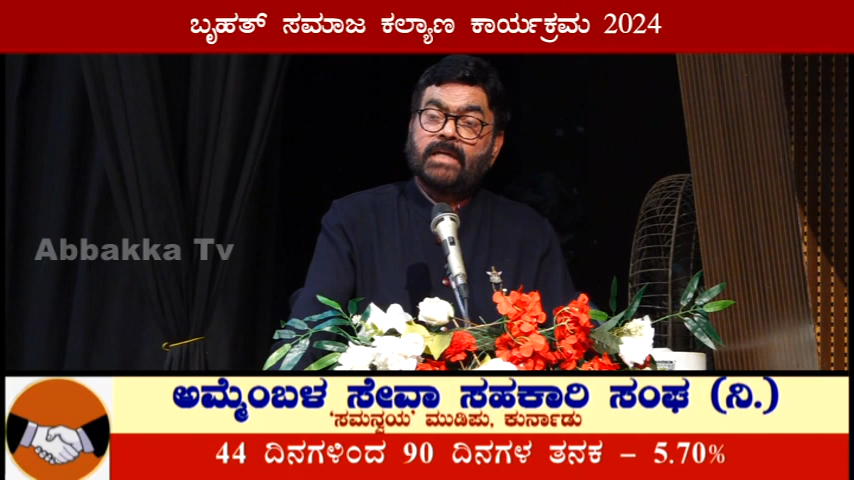 ಬೃಹತ್ ಸಮಾಜ ಕಲ್ಯಾಣ ಕಾರ್ಯಕ್ರಮ 2024
Abbakka Tv
ಅಮ್ಮೆಂಬಳ ಸೇವಾ ಸಹಕಾರಿ ಸಂಘ (ನಿ.)
'ಸಮನ್ವಯ' ಮುಡಿಪು, ಕುರ್ನಾಡು
44 ದಿನಗಳಿಂದ 90 ದಿನಗಳ ತನಕ – 5.70%